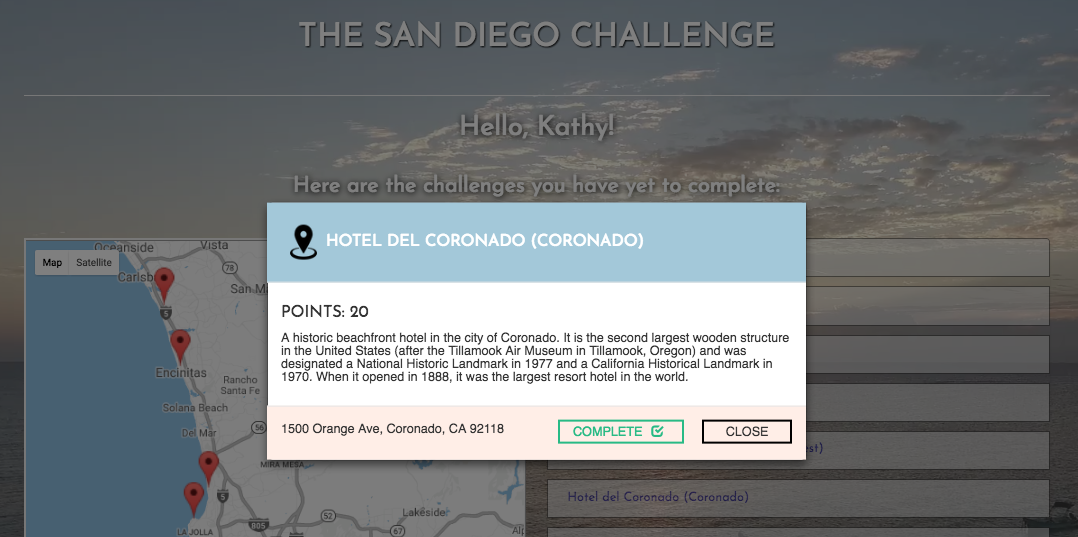 THE SAN DIEGO CHALLENGE
Hello, Kathy!
Here are the challenges you have yet to complete:
HOTEL DEL CORONADO (CORONADO)
POINTS: 20
A historic beachfront hotel in the city of Coronado. It is the second largest wooden structure
in the United States (after the Tillamook Air Museum in Tillamook, Oregon) and was
designated a National Historic Landmark in 1977 and a California Historical Landmark in
1970. When it opened in 1888, it was the largest resort hotel in the world.
1500 Orange Ave, Coronado, CA 92118
COMPLETE
CLOSE
Oceanside
Vista
Map
Satellite
78
Carlsb
San M
5
Encinitas
Rancho
Santa Fe
Solana Beach
56
Del Mar
MIRA MESA
5
Lakeside
52
LA JOLLA
805
67
Alp
est)
Hotel del Coronado (Coronado)